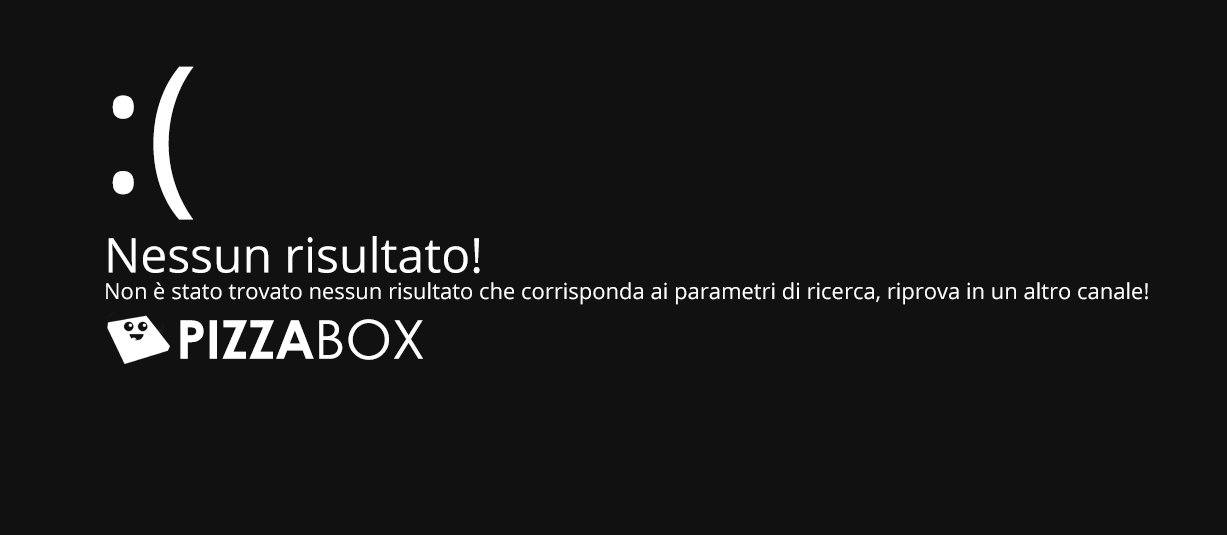 :(
Nessun risultato!
Non è stato trovato nessun risultato che corrisponda ai parametri di ricerca, riprova in un altro canale!
PIZZABOX